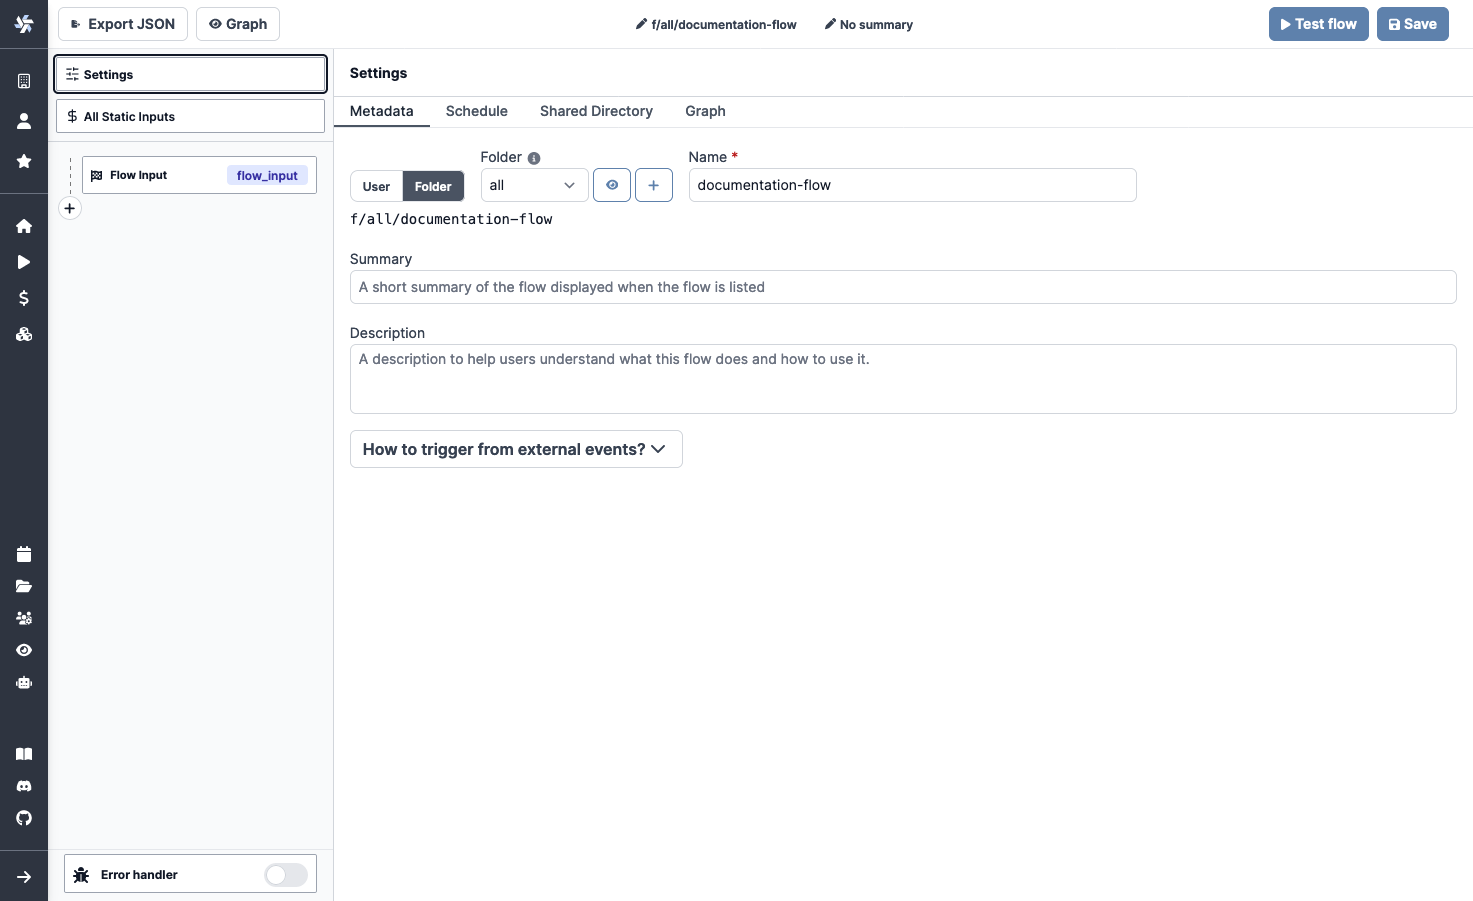 Export JSON
Graph
f/all/documentation-flow
No summary
Test flow
Save
Settings
All Static Inputs
Flow Input
flow_input
Error handler
Settings
Metadata
Schedule
Shared Directory
Graph
User
Folder
Folder
all
Name *
documentation-flow
f/all/documentation-flow
Summary
A short summary of the flow displayed when the flow is listed
Description
A description to help users understand what this flow does and how to use it.
How to trigger from external events?